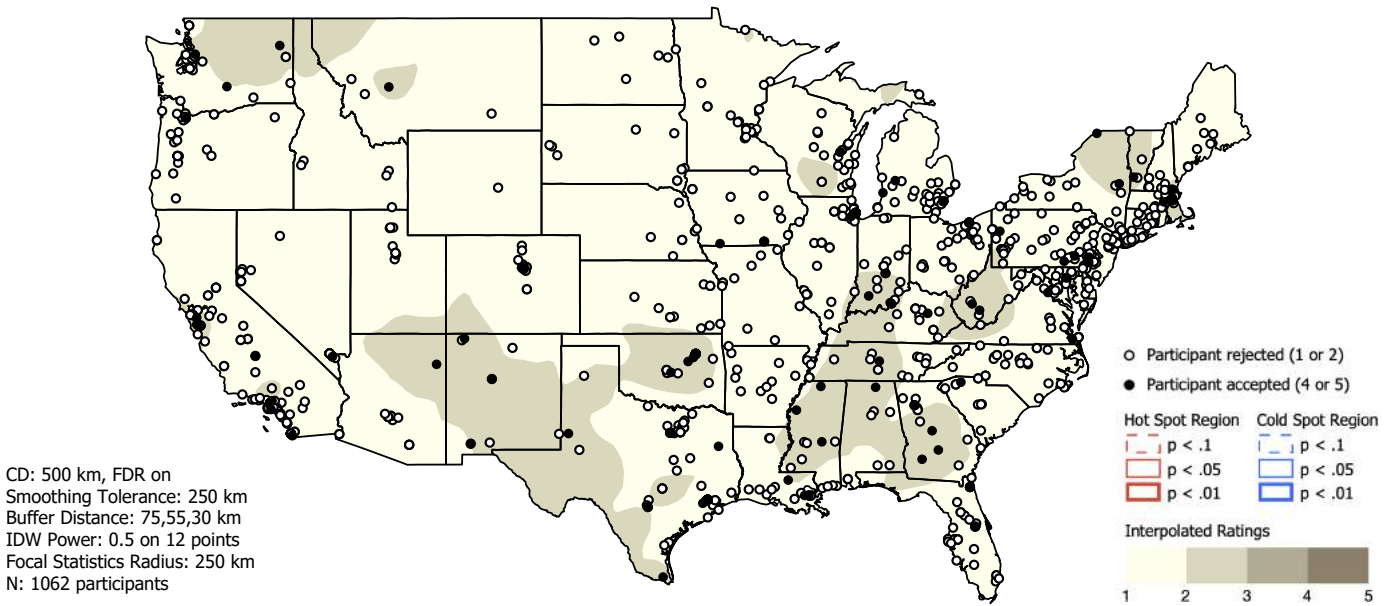 Participant rejected (1 or 2)
Participant accepted (4 or 5)
Hot Spot Region Cold Spot Region
p < .1 p < .1
p < .05 p < .05
p < .01 p < .01
Interpolated Ratings
1 2 3 4 5
CD: 500 km, FDR on
Smoothing Tolerance: 250 km
Buffer Distance: 75,55,30 km
IDW Power: 0.5 on 12 points
Focal Statistics Radius: 250 km
N: 1062 participants